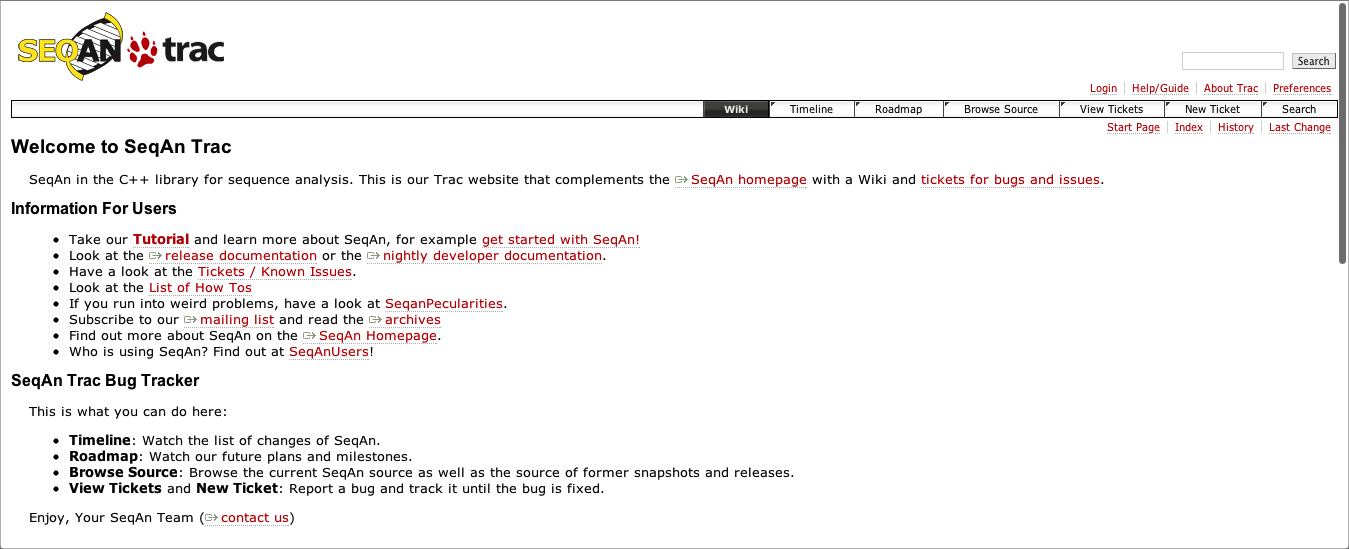 SEQAN trac
Search
Login Help/Guide About Trac Preferences
Wiki Timeline Roadmap Browse Source View Tickets New Ticket Search
Start Page Index History Last Change
Welcome to SeqAn Trac
SeqAn in the C++ library for sequence analysis. This is our Trac website that complements the SeqAn homepage with a Wiki and tickets for bugs and issues.
Information For Users
• Take our Tutorial and learn more about SeqAn, for example get started with SeqAn!
• Look at the release documentation or the nightly developer documentation.
• Have a look at the Tickets / Known Issues.
• Look at the List of How Tos
• If you run into weird problems, have a look at SeqanPecularities.
• Subscribe to our mailing list and read the archives
• Find out more about SeqAn on the SeqAn Homepage.
• Who is using SeqAn? Find out at SeqAnUsers!
SeqAn Trac Bug Tracker
This is what you can do here:
• Timeline: Watch the list of changes of SeqAn.
• Roadmap: Watch our future plans and milestones.
• Browse Source: Browse the current SeqAn source as well as the source of former snapshots and releases.
• View Tickets and New Ticket: Report a bug and track it until the bug is fixed.
Enjoy, Your SeqAn Team (contact us)